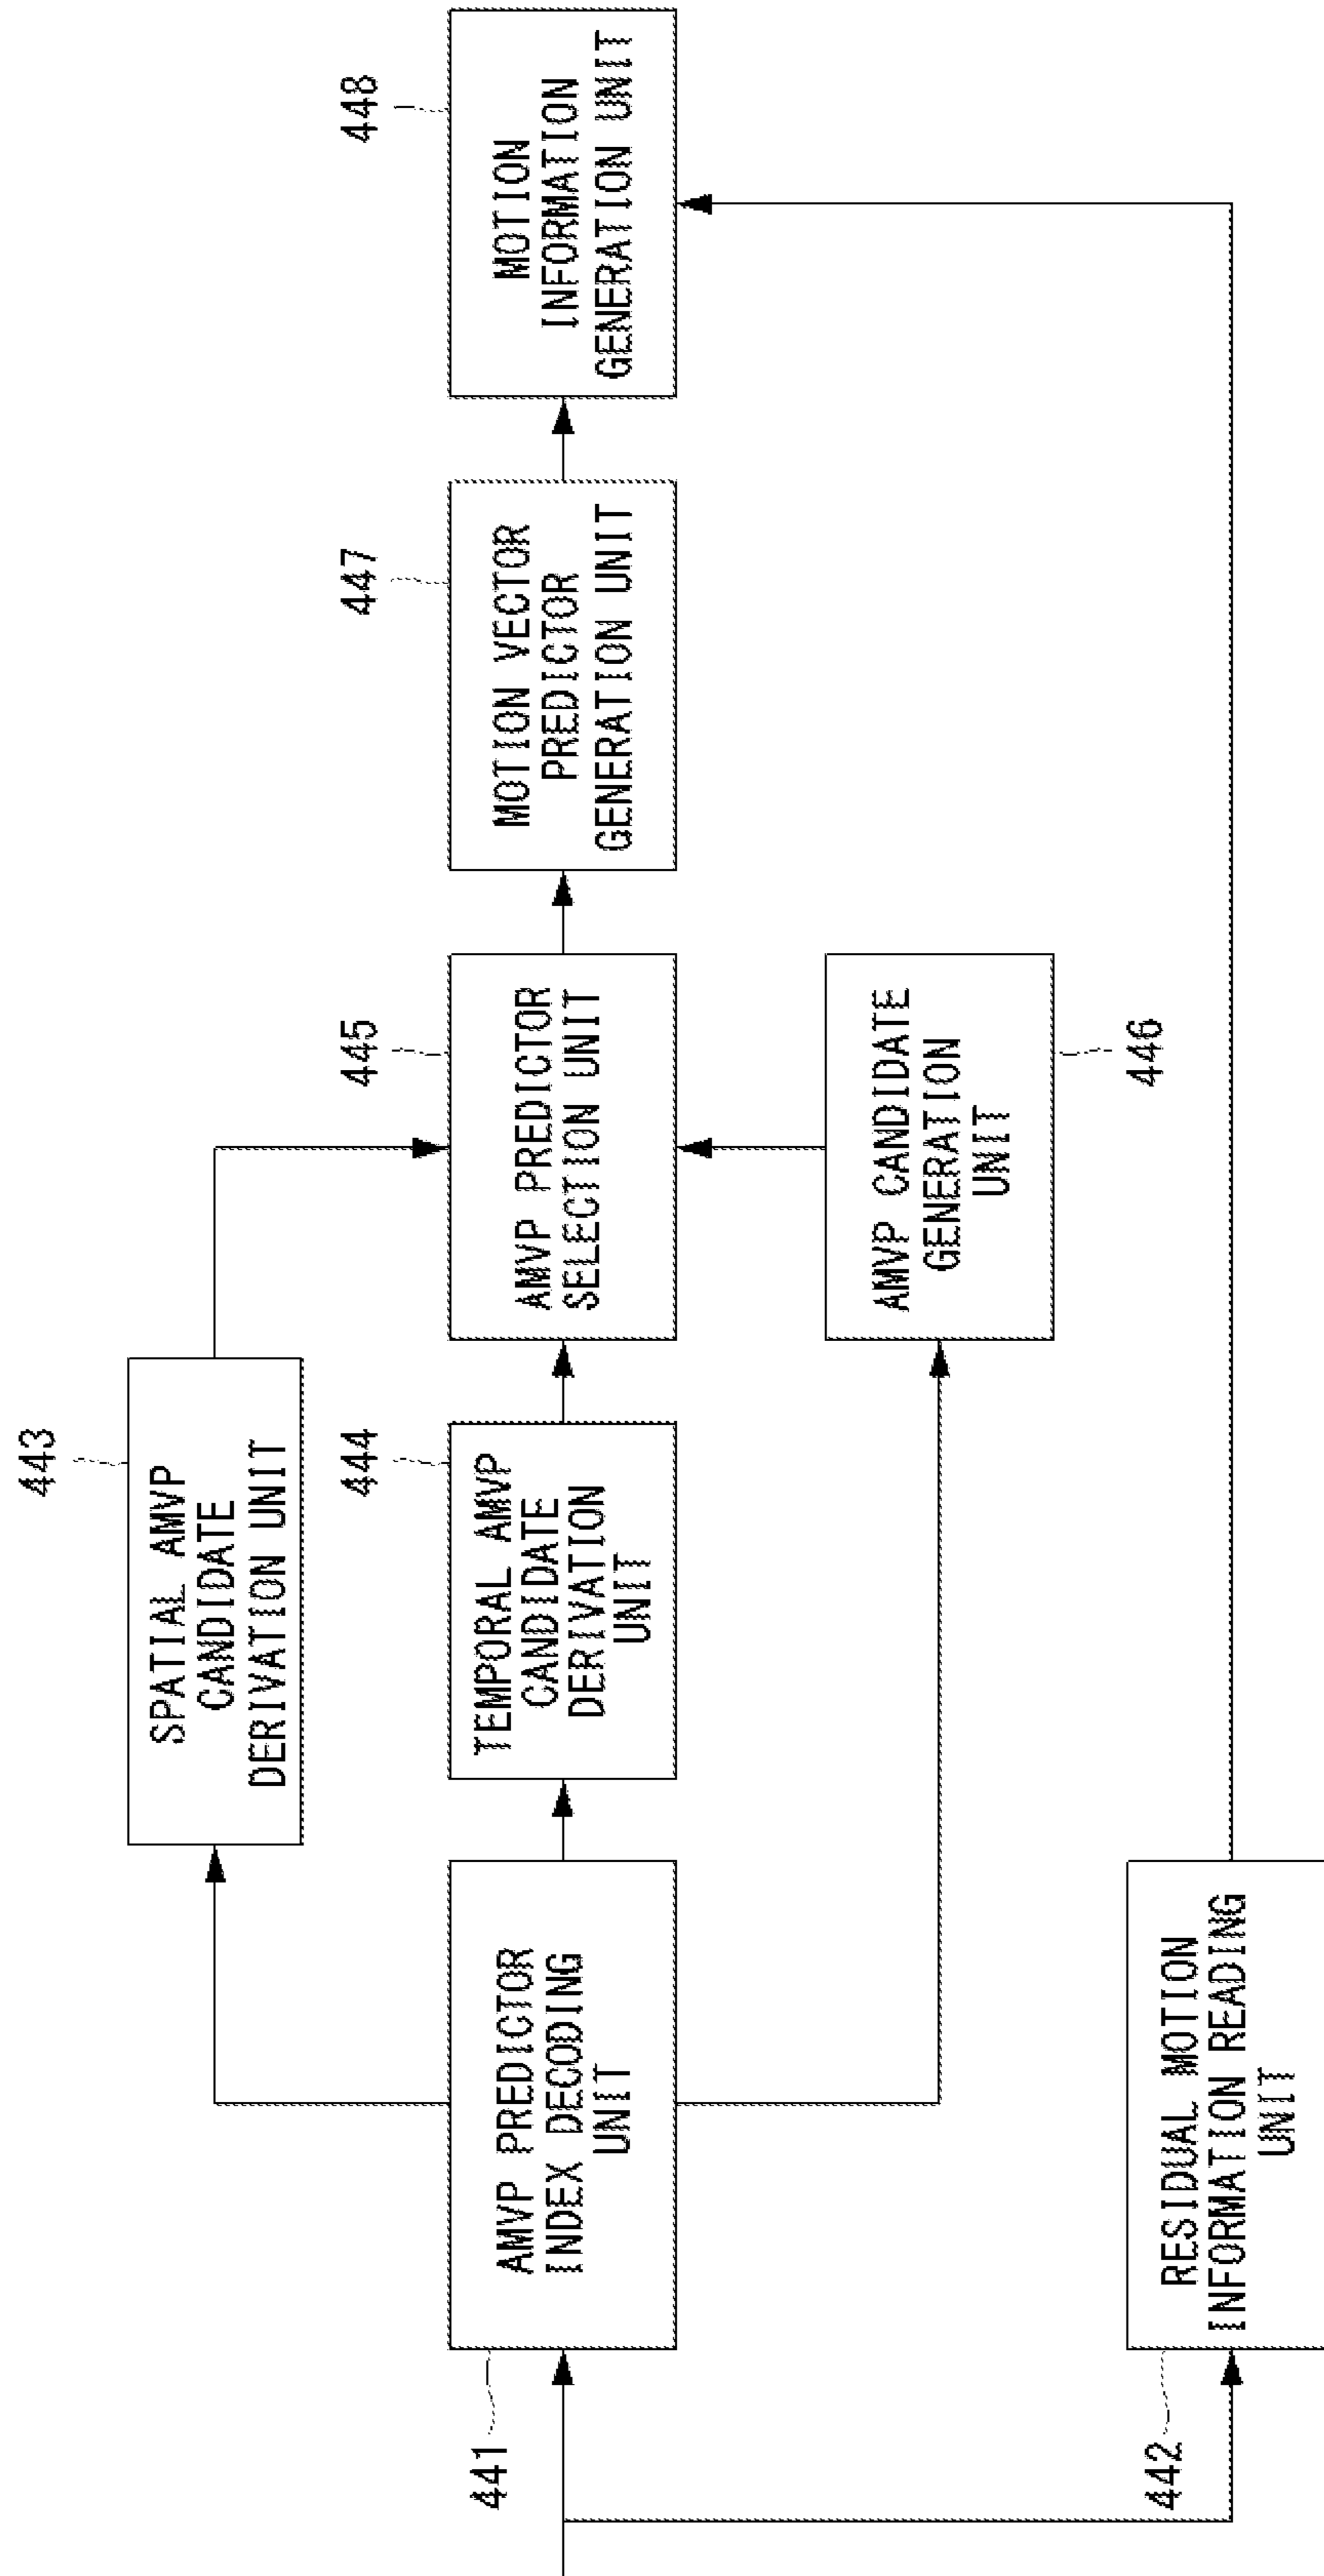 443
SPATIAL AMVP
CANDIDATE
DERIVATION UNIT
441
AMVP PREDICTOR
INDEX DECODING
UNIT
444
TEMPORAL AMVP
CANDIDATE
DERIVATION
UNIT
445
AMVP PREDICTOR
SELECTION UNIT
447
MOTION VECTOR
PREDICTOR
GENERATION UNIT
448
MOTION
INFORMATION
GENERATION UNIT
AMVP CANDIDATE
GENERATION
UNIT
446
442
RESIDUAL MOTION
INFORMATION READING
UNIT